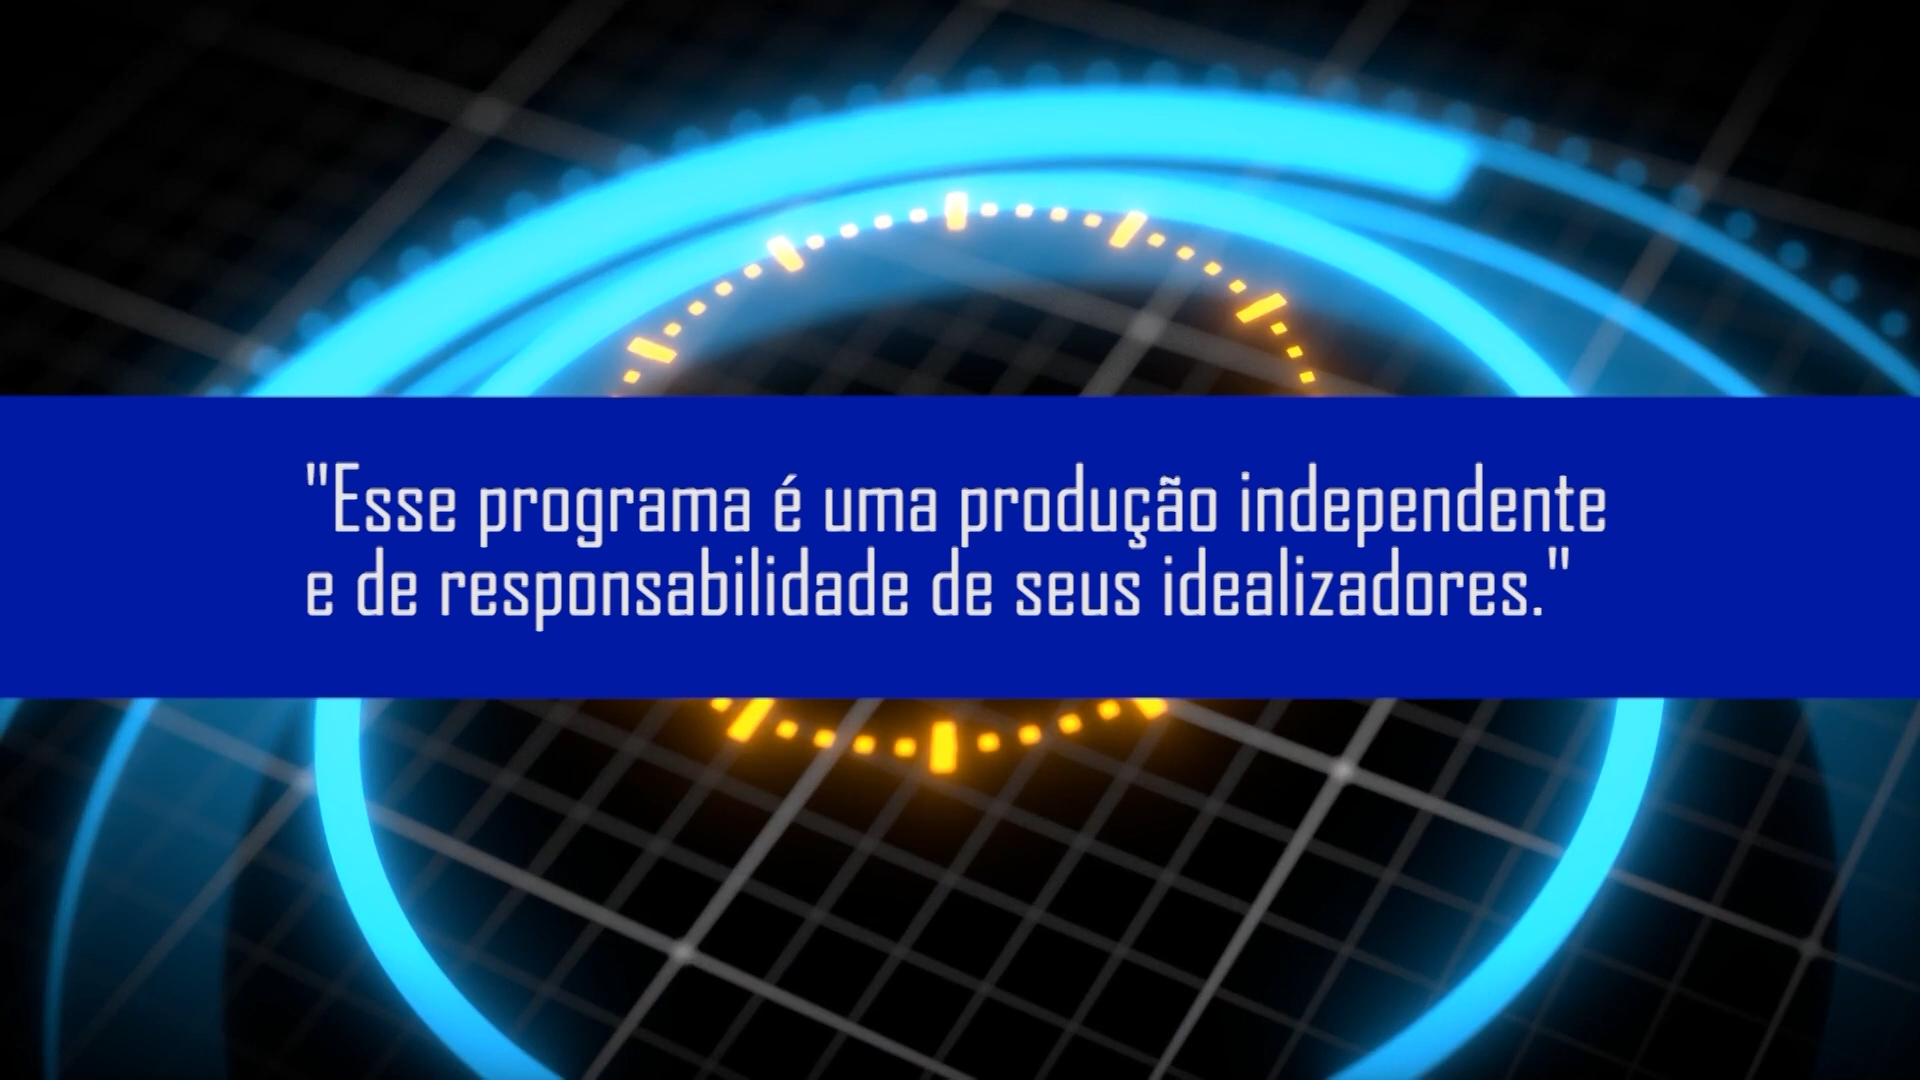 "Esse programa é uma produção independente
e de responsabilidade de seus idealizadores."